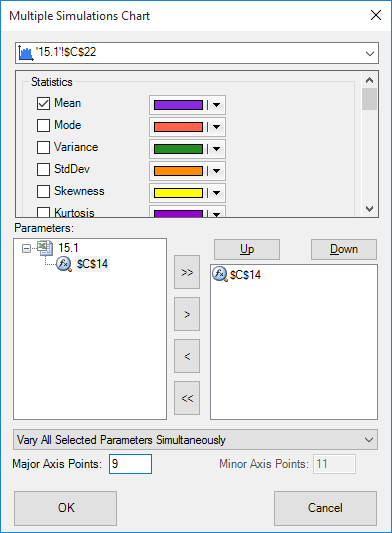 Multiple Simulations Chart
'15.1'!$C$22
Statistics
Mean
Mode
Variance
StdDev
Skewness
Kurtosis
Parameters:
15.1
$C$14
>>
>
<
<<
Up
Down
$C$14
Vary All Selected Parameters Simultaneously
Major Axis Points: 9
Minor Axis Points: 11
OK
Cancel